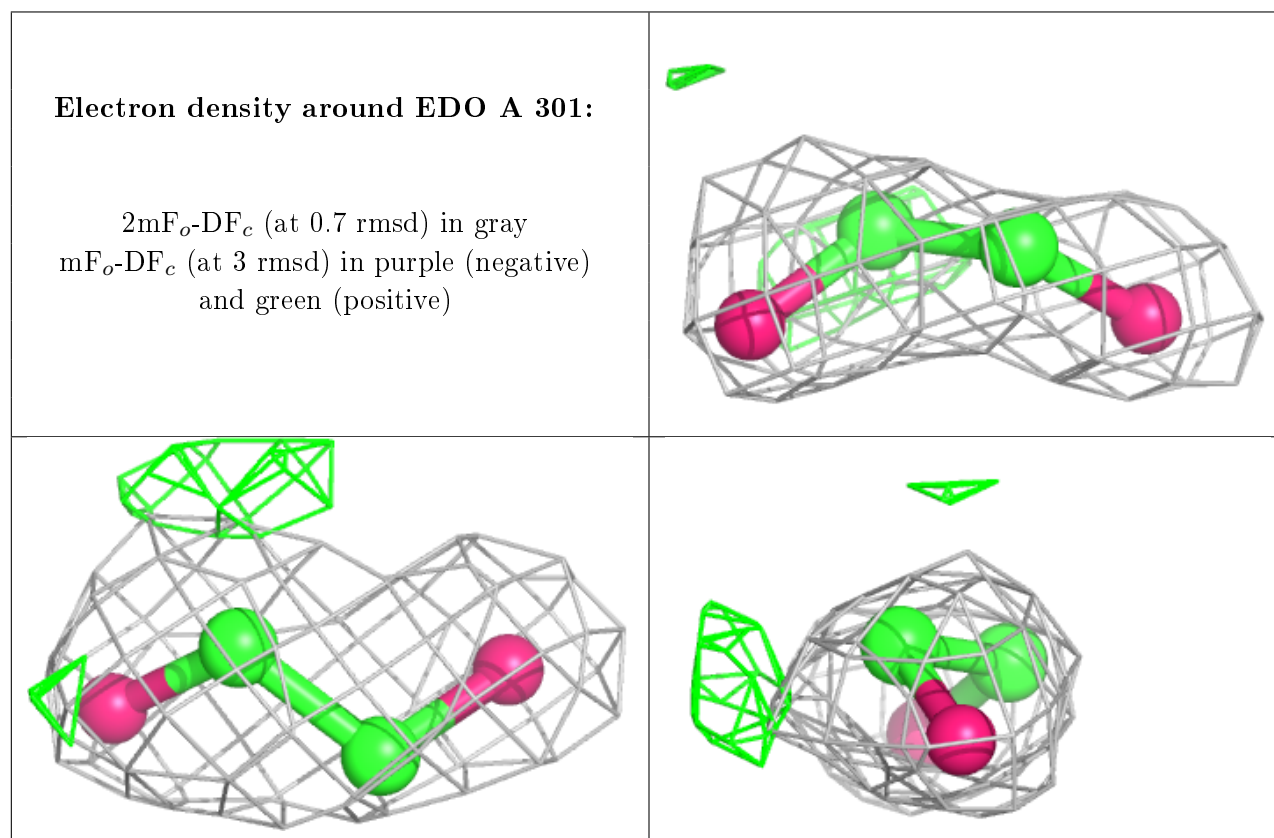 Electron density around EDO A 301:
2mFo-DFc (at 0.7 rmsd) in gray
mFo-DFc (at 3 rmsd) in purple (negative)
and green (positive)